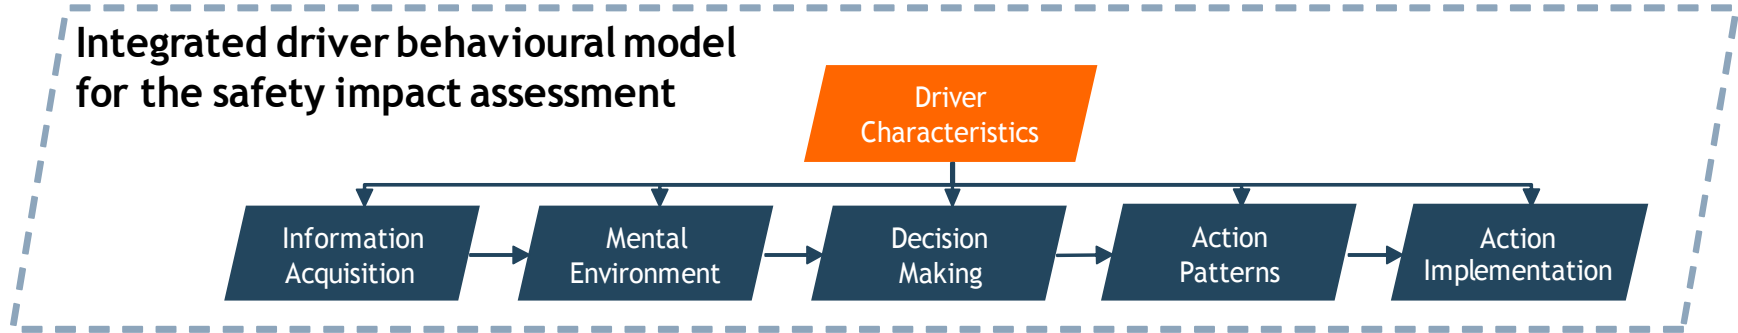 Integrated driver behavioural model
for the safety impact assessment
Driver
Characteristics
Information
Acquisition
Mental
Environment
Decision
Making
Action
Patterns
Action
Implementation